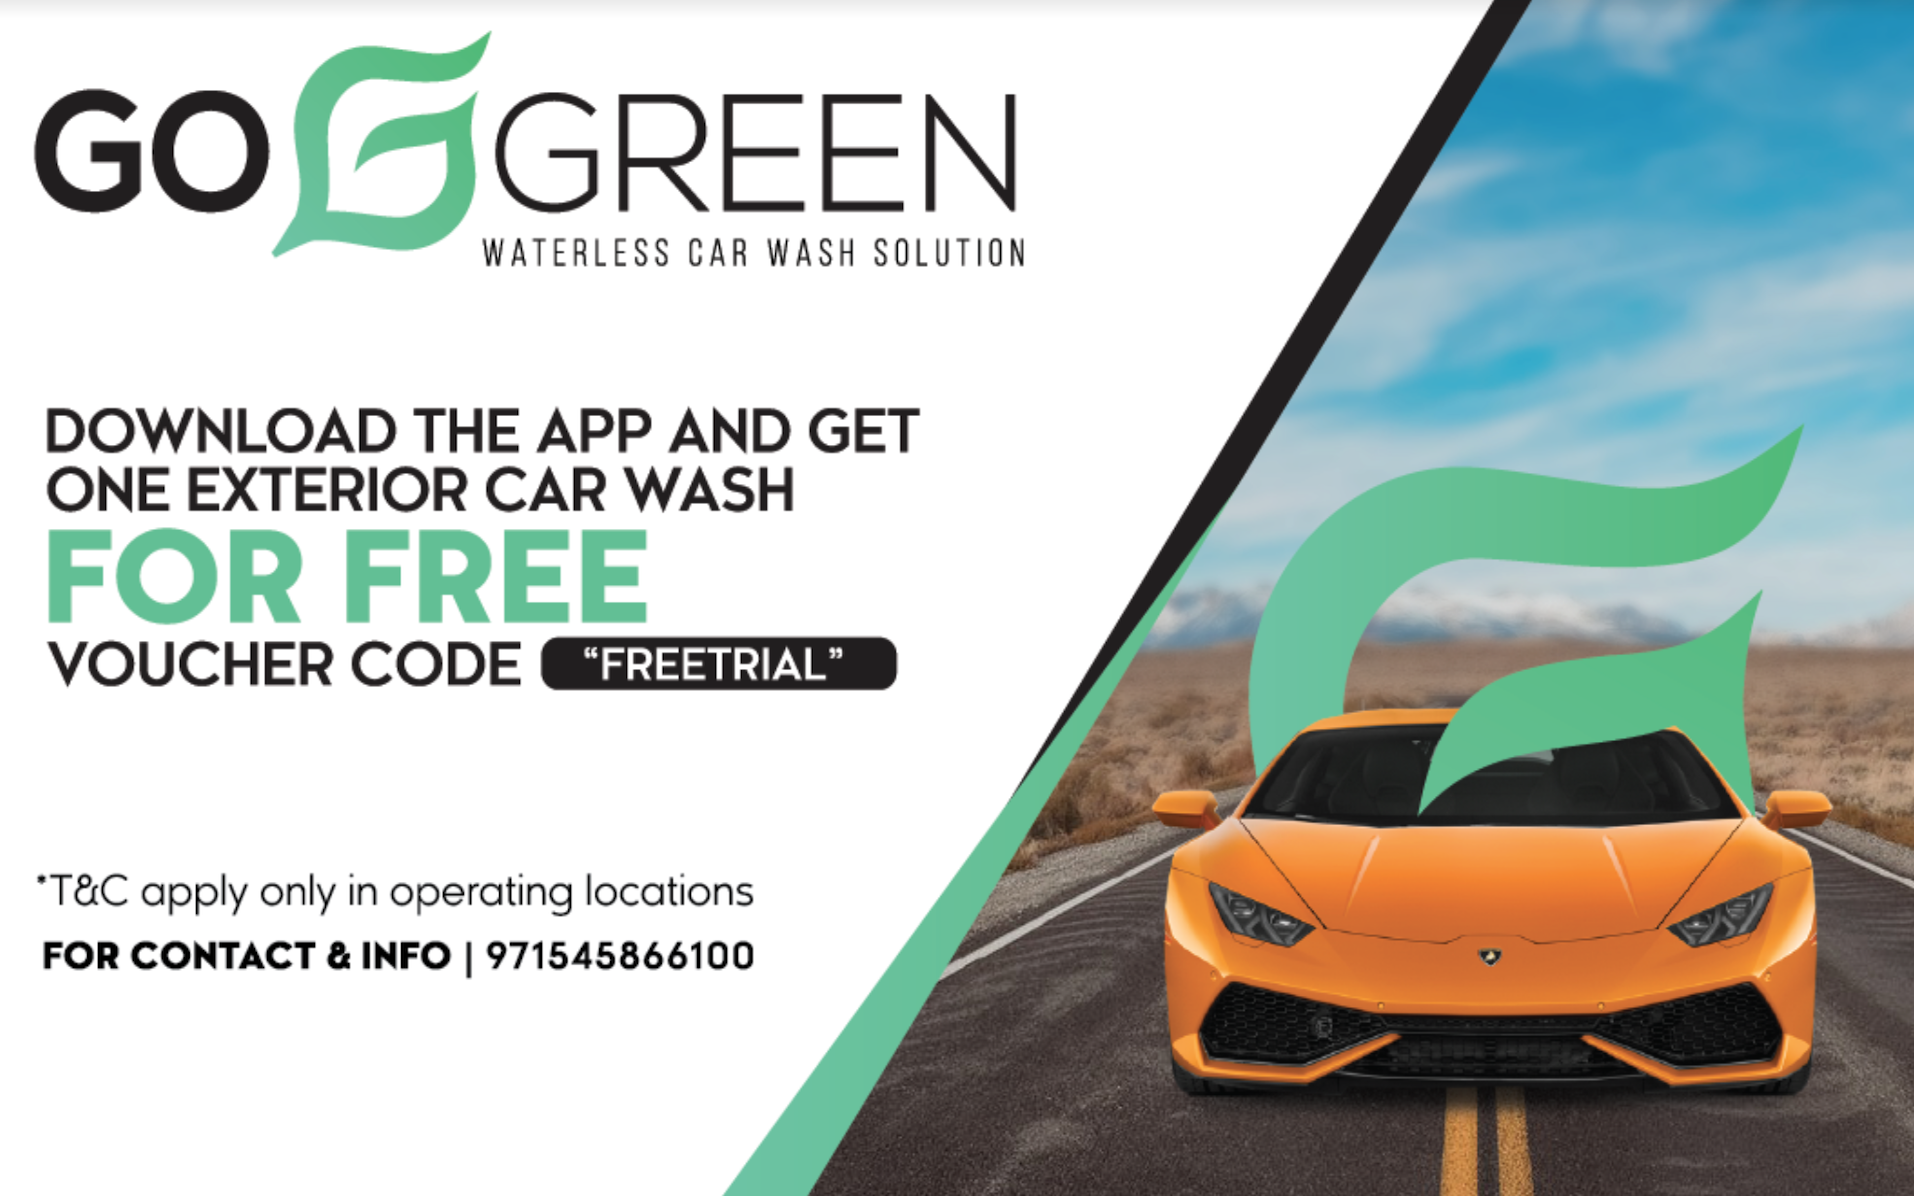 GO GREEN
WATERLESS CAR WASH SOLUTION
DOWNLOAD THE APP AND GET
ONE EXTERIOR CAR WASH
FOR FREE
VOUCHER CODE “FREETRIAL”
*T&C apply only in operating locations
FOR CONTACT & INFO | 971545866100